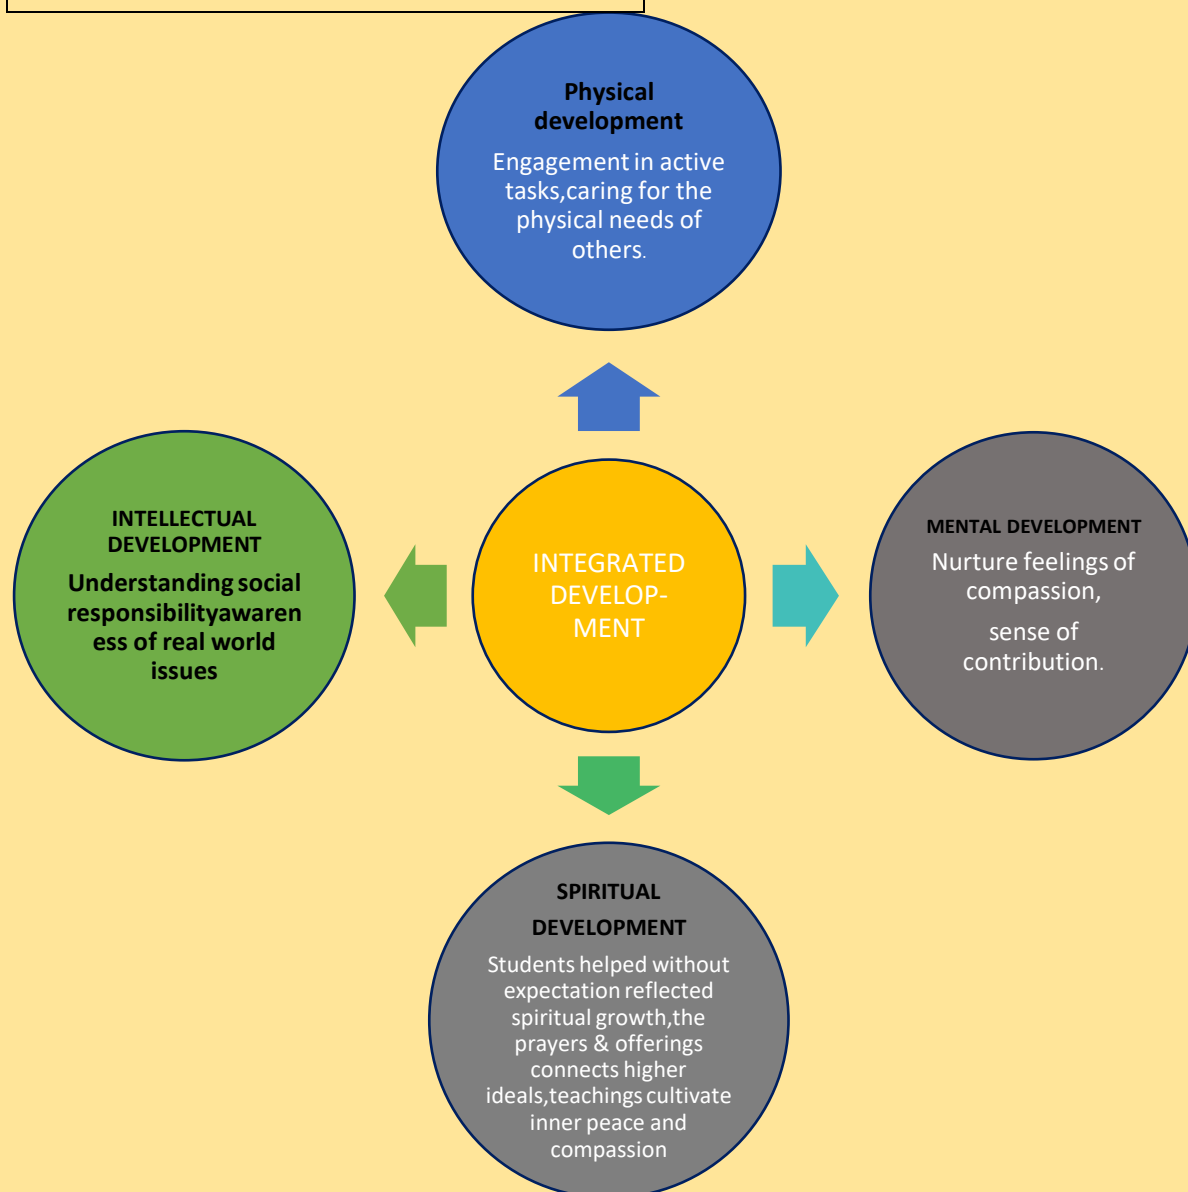 Physical
development
Engagement in active
tasks,caring for the
physical needs of
others.
INTELLECTUAL
DEVELOPMENT
Understanding social
responsibilityawaren
ess of real world
issues
INTEGRATED
DEVELOP-
MENT
MENTAL DEVELOPMENT
Nurture feelings of
compassion,
sense of
contribution.
SPIRITUAL
DEVELOPMENT
Students helped without
expectation reflected
spiritual growth,the
prayers & offerings
connects higher
ideals,teachings cultivate
inner peace and
compassion